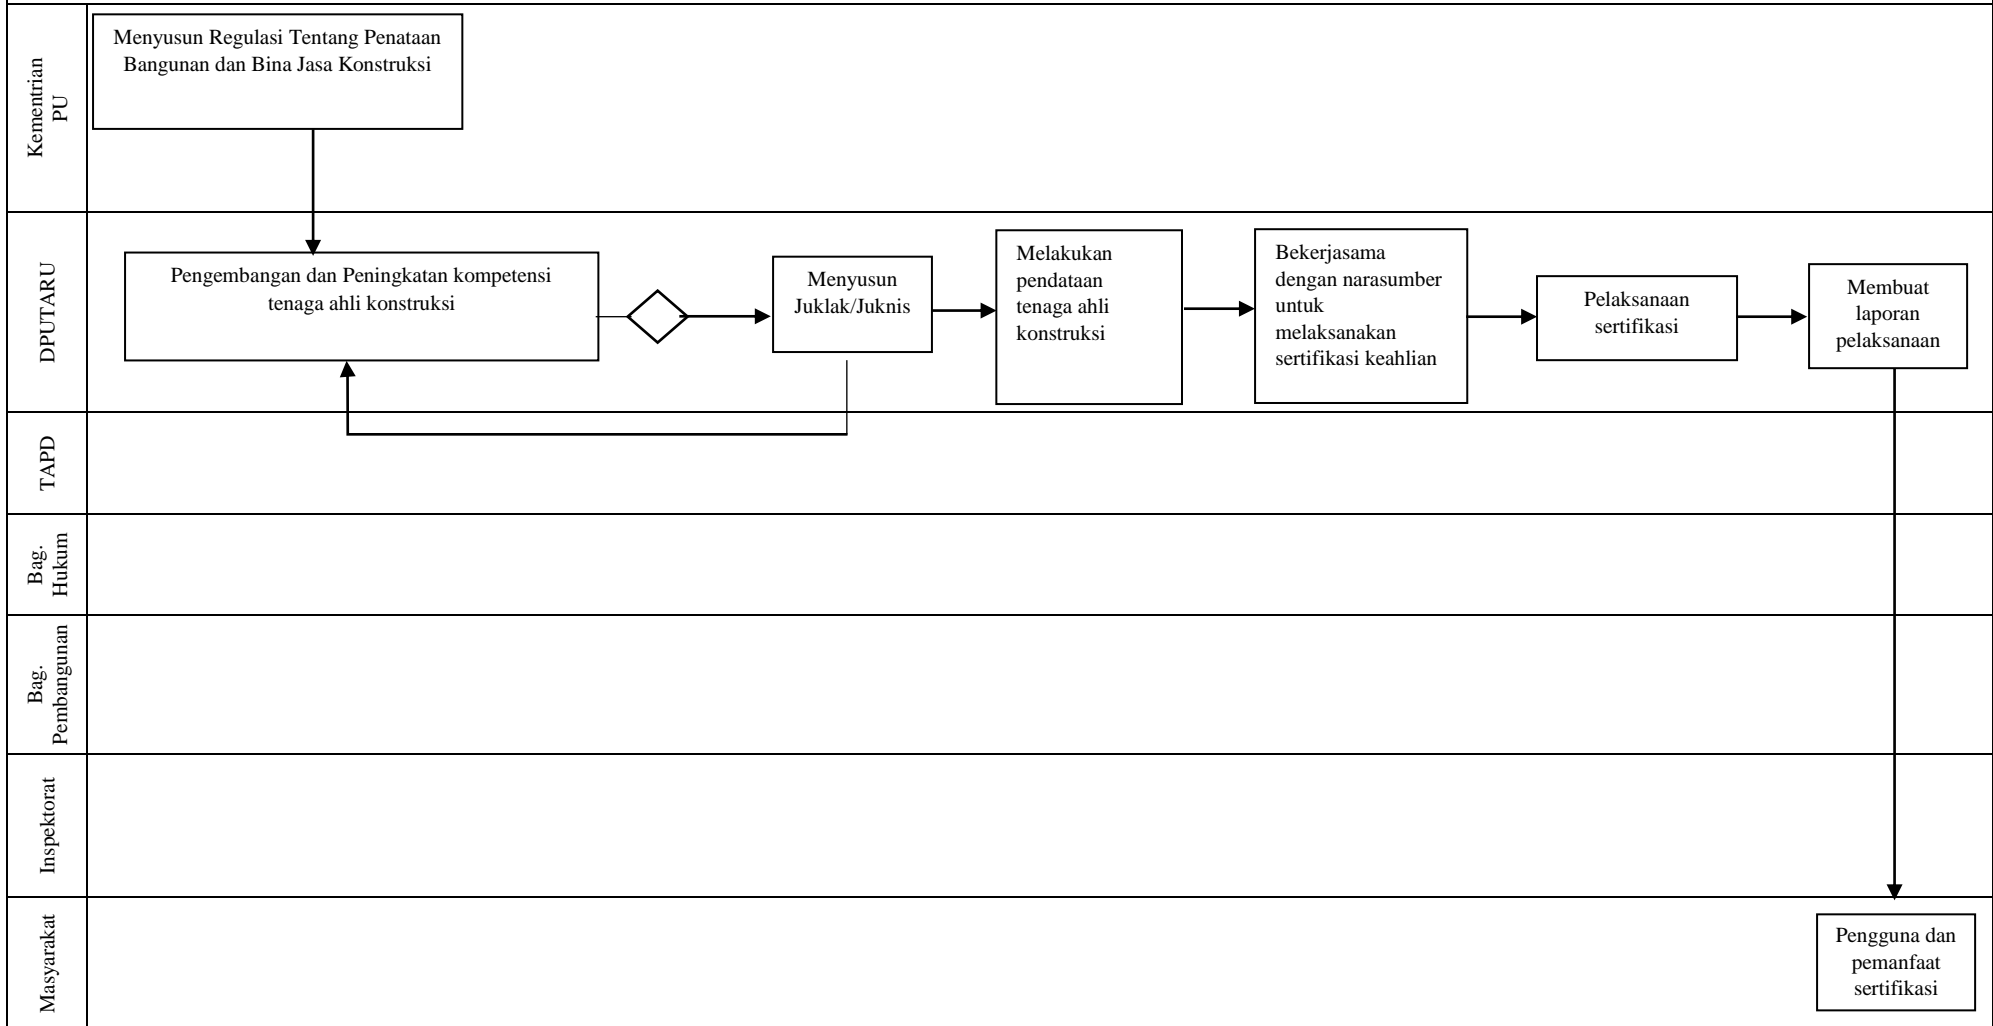 Kementrian
PU
Menyusun Regulasi Tentang Penataan
Bangunan dan Bina Jasa Konstruksi
DPUTARU
Pengembangan dan Peningkatan kompetensi
tenaga ahli konstruksi
Menyusun
Juklak/Juknis
Melakukan
pendataan
tenaga ahli
konstruksi
Bekerjasama
dengan narasumber
untuk
melaksanakan
sertifikasi keahlian
Pelaksanaan
sertifikasi
Membuat
laporan
pelaksanaan
TAPD
Bag.
Hukum
Bag.
Pembangunan
Inspektorat
Masyarakat
Pengguna dan
pemanfaat
sertifikasi